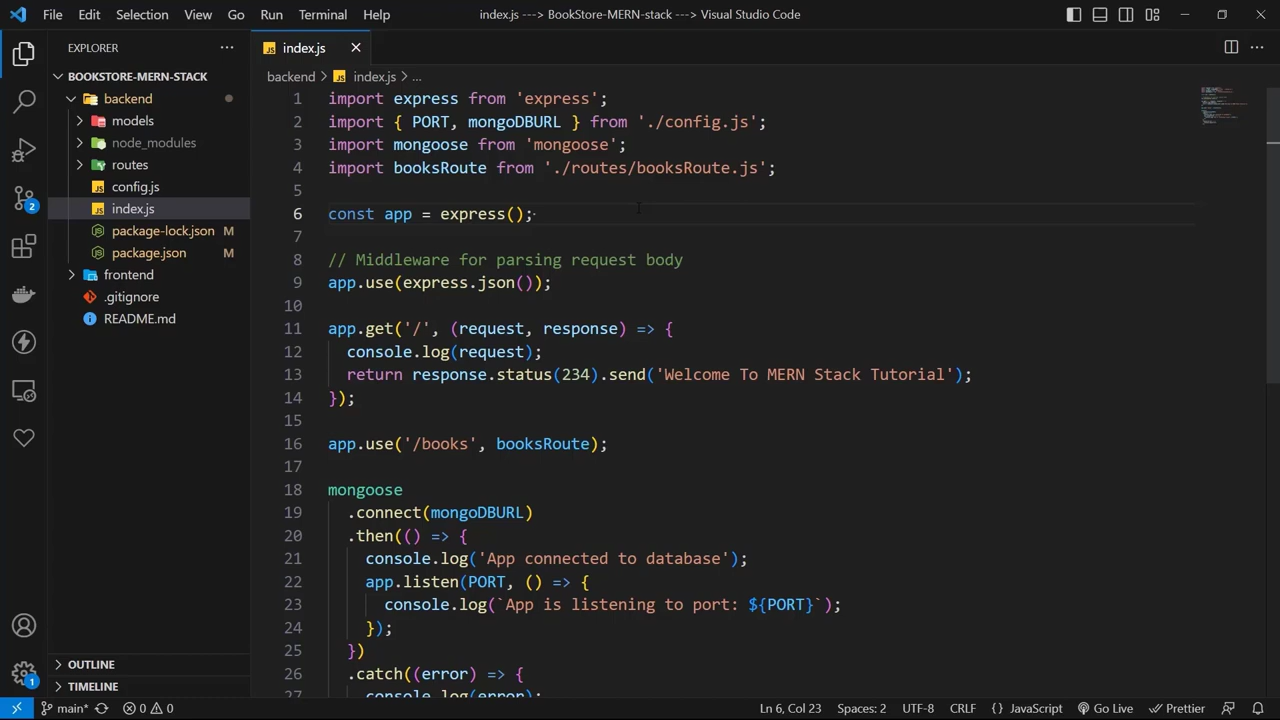 File Edit Selection View Go Run Terminal Help
index.js ---> BookStore-MERN-stack ---> Visual Studio Code
EXPLORER
BOOKSTORE-MERN-STACK
backend
models
node_modules
routes
config.js
index.js
package-lock.json M
package.json M
frontend
.gitignore
README.md
OUTLINE
TIMELINE
2
1
JS index.js
backend > JS index.js > ...
1 import express from 'express';
2 import { PORT, mongoDBURL } from './config.js';
3 import mongoose from 'mongoose';
4 import booksRoute from './routes/booksRoute.js';
5
6 const app = express();
7
8 // Middleware for parsing request body
9 app.use(express.json());
10
11 app.get('/', (request, response) => {
12 console.log(request);
13 return response.status(234).send('Welcome To MERN Stack Tutorial');
14 });
15
16 app.use('/books', booksRoute);
17
18 mongoose
19 .connect(mongoDBURL)
20 .then(() => {
21 console.log('App connected to database');
22 app.listen(PORT, () => {
23 console.log(`App is listening to port: ${PORT}`);
24 });
25 })
26 .catch((error) => {
27 console.log(error);
main* 0 0 Ln 6, Col 23 Spaces: 2 UTF-8 CRLF {} JavaScript Go Live Prettier